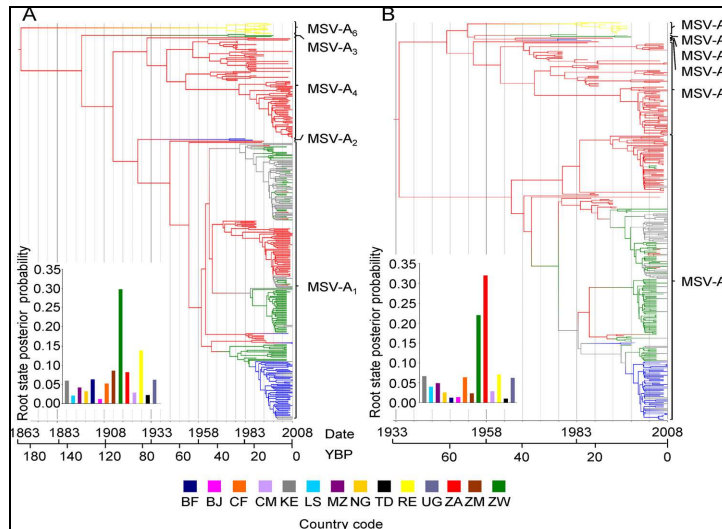 A
B
MSV-A6
MSV-A3
MSV-A4
MSV-A2
MSV-A1
MSV-A
MSV-A
MSV-A
MSV-A
MSV-A
MSV-A
Root state posterior probability
0.35
0.30
0.25
0.20
0.15
0.10
0.05
0.00
Root state posterior probability
0.35
0.30
0.25
0.20
0.15
0.10
0.05
0.00
1863 1883 1908 1933 1958 1983 2008 Date 1933 1958 1983 2008
180 140 120 100 80 60 40 20 0 YBP 60 40 20 0
BF BJ CF CM KE LS MZ NG TD RE UG ZA ZM ZW
Country code